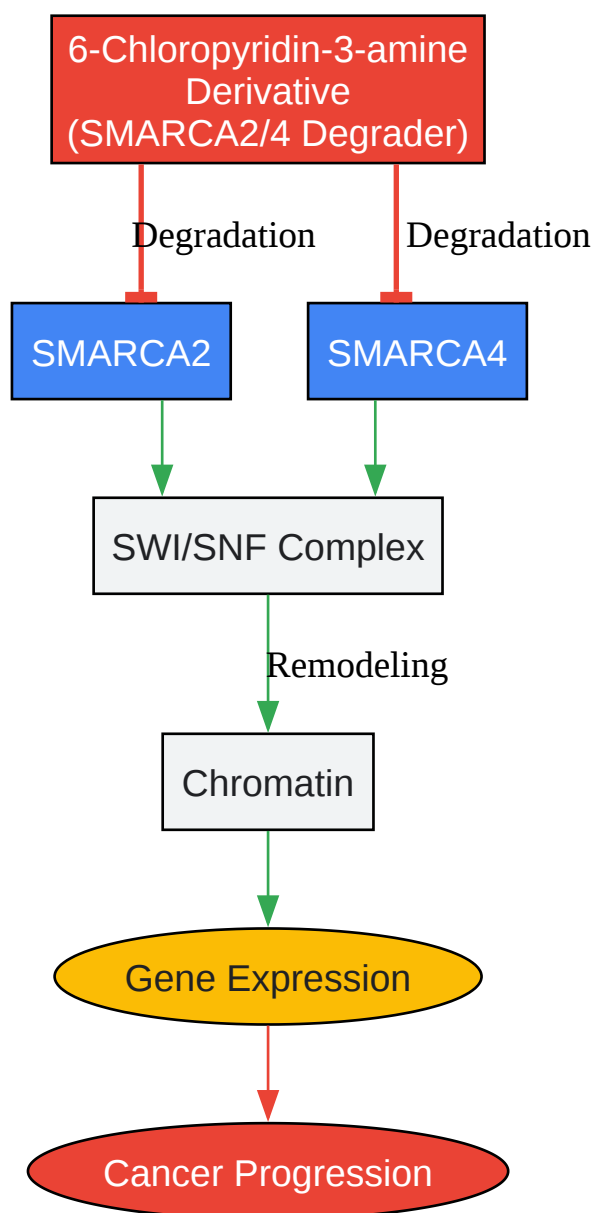 6-Chloropyridin-3-amine
Derivative
(SMARCA2/4 Degrader)
Degradation
Degradation
SMARCA2
SMARCA4
SWI/SNF Complex
Remodeling
Chromatin
Gene Expression
Cancer Progression